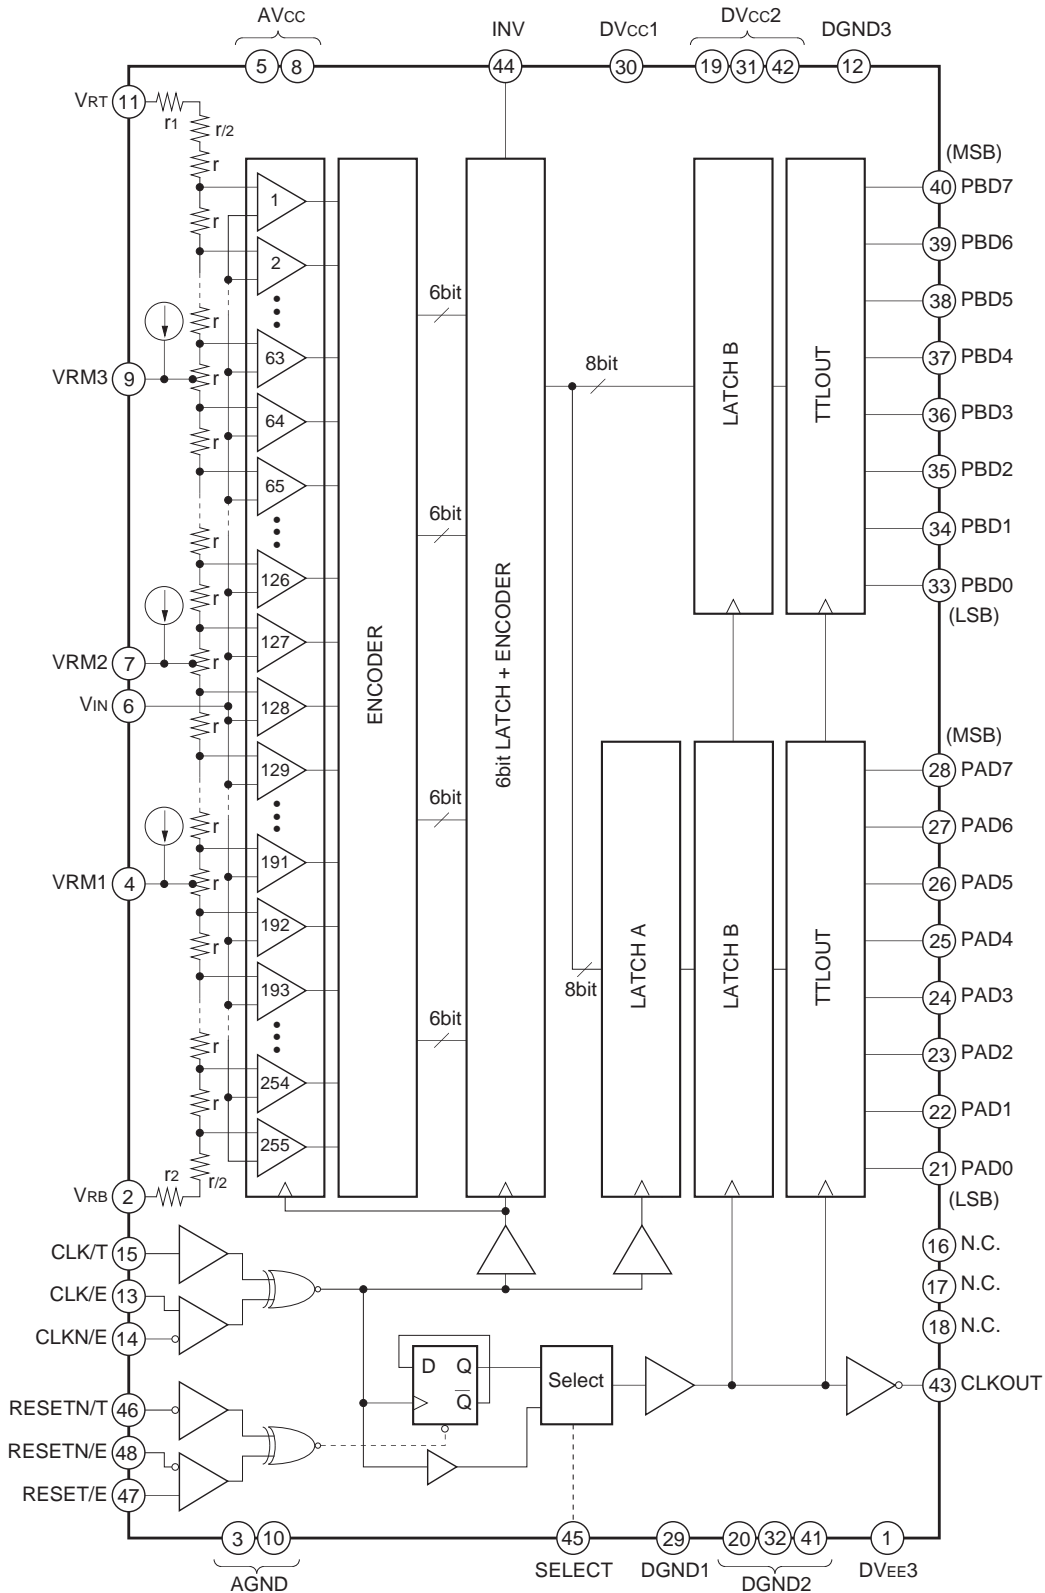 AVCC
INV
DVCC1
DVCC2
DGND3
5
8
44
30
19
31
42
12
VRT
11
r1
r/2
r
r
1
2
r
63
VRM3
9
r
64
r
65
r
126
r
127
VRM2
7
r
VIN
6
128
r
129
r
191
VRM1
4
r
192
r
193
r
254
r
255
r/2
VRB
2
r2
ENCODER
6bit
6bit
6bit
6bit
6bit LATCH + ENCODER
8bit
8bit
LATCH B
TTLOUT
LATCH A
LATCH B
TTLOUT
(MSB)
40 PBD7
39 PBD6
38 PBD5
37 PBD4
36 PBD3
35 PBD2
34 PBD1
33 PBD0
(LSB)
(MSB)
28 PAD7
27 PAD6
26 PAD5
25 PAD4
24 PAD3
23 PAD2
22 PAD1
21 PAD0
(LSB)
16 N.C.
17 N.C.
18 N.C.
43 CLKOUT
CLK/T 15
CLK/E 13
CLKN/E 14
D Q
Q
Select
RESETN/T 46
RESETN/E 48
RESET/E 47
3
10
45
29
20
32
41
1
AGND
SELECT
DGND1
DGND2
DVEE3